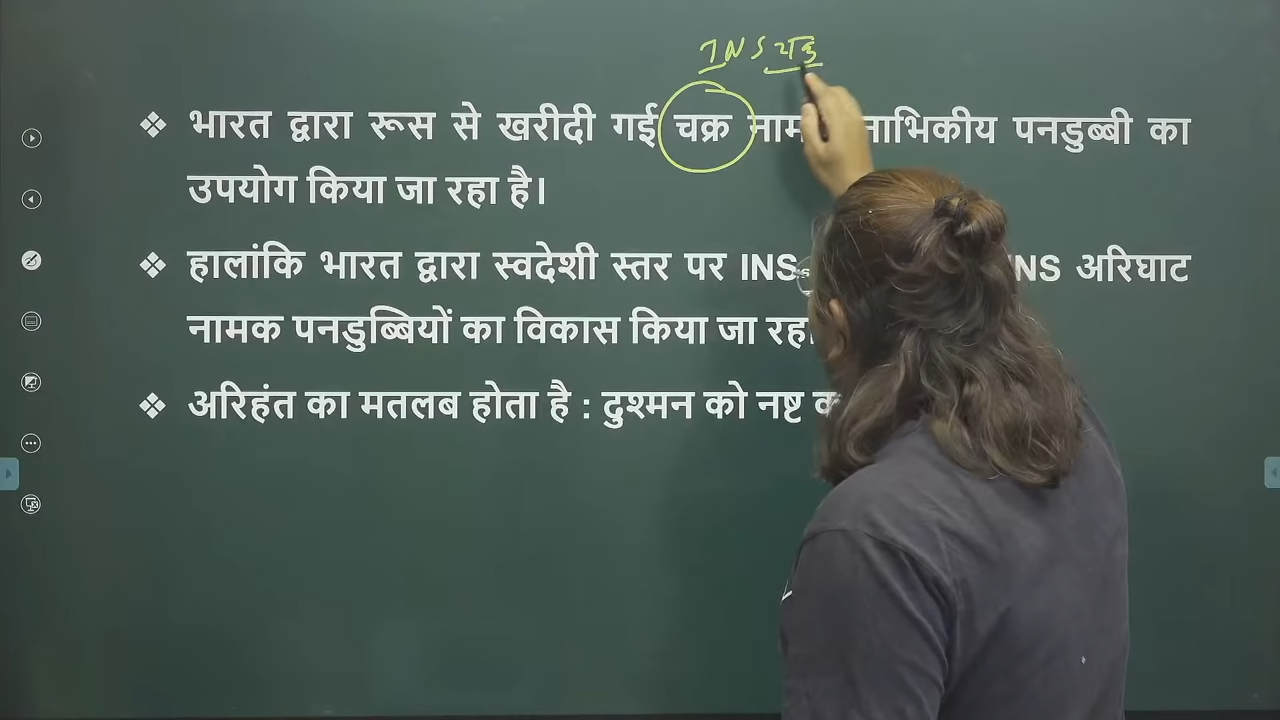 INS चक्र
❖ भारत द्वारा रूस से खरीदी गई चक्र नाम नाभिकीय पनडुब्बी का
उपयोग किया जा रहा है।
❖ हालांकि भारत द्वारा स्वदेशी स्तर पर INS INS अरिघाट
नामक पनडुब्बियों का विकास किया जा रहा
❖ अरिहंत का मतलब होता है : दुश्मन को नष्ट